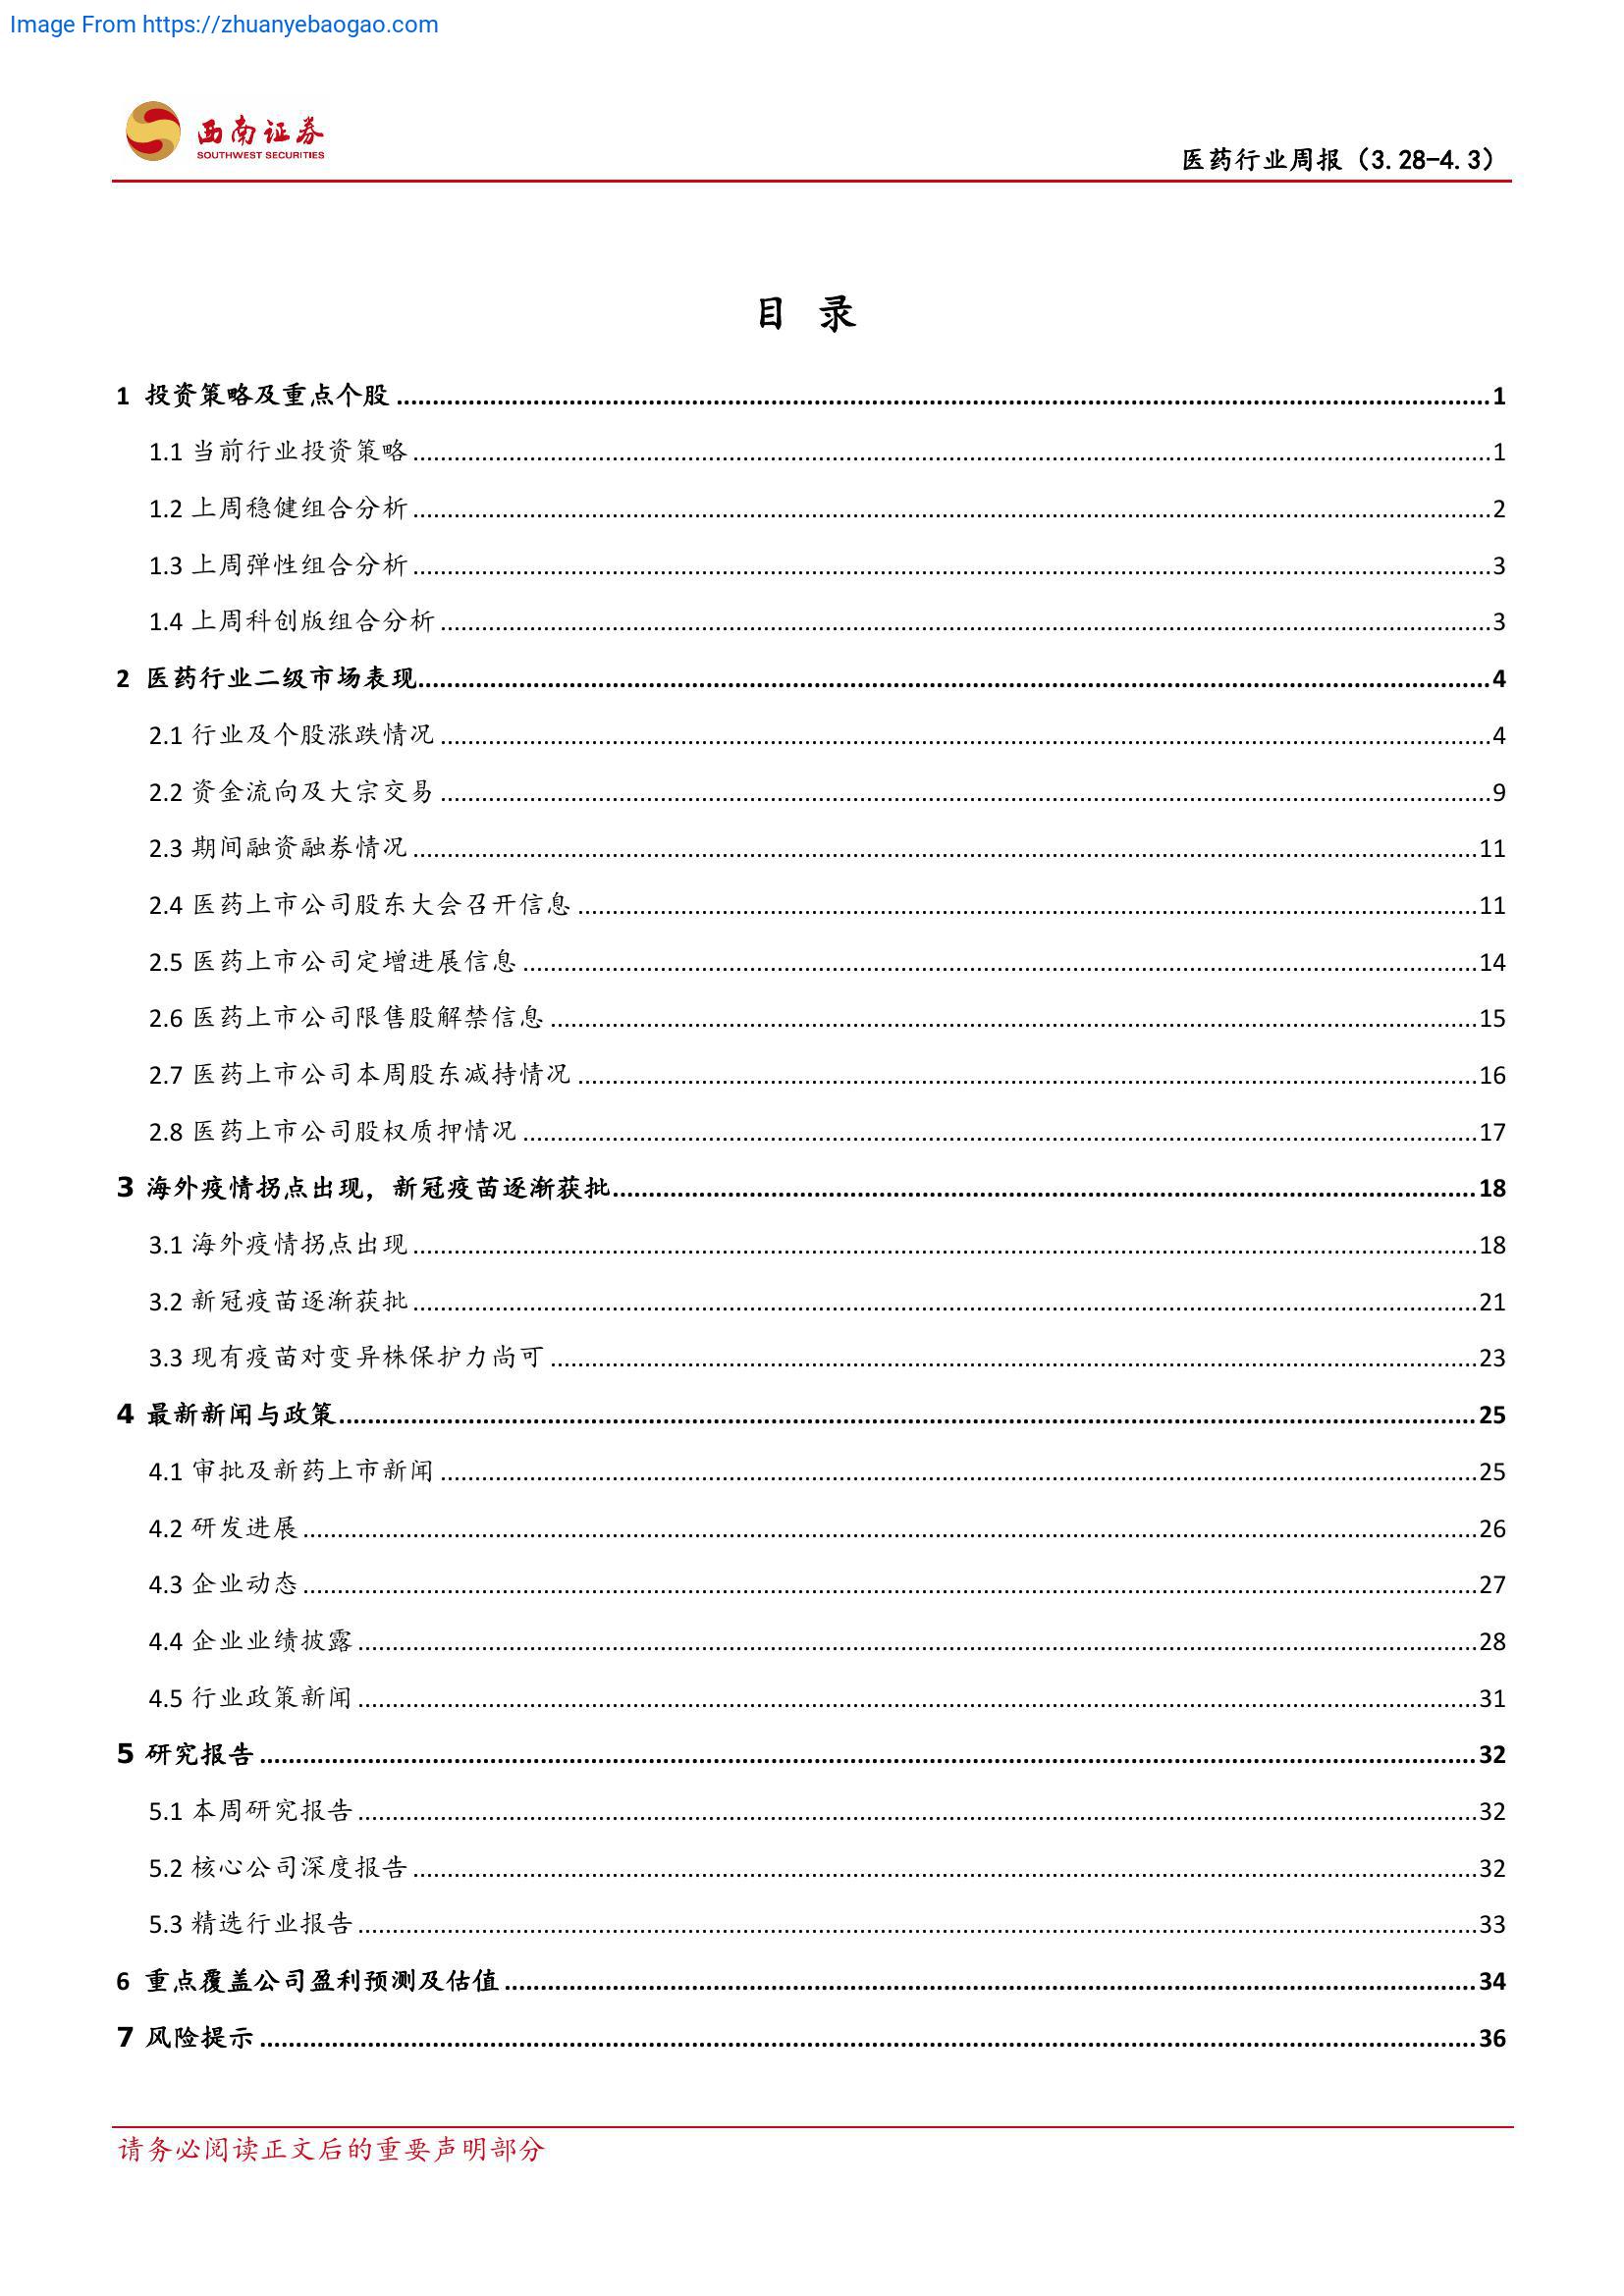 Image From https://zhuanyebaogao.com
西南证券
SOUTHWEST SECURITIES
医药行业周报（3.28-4.3）
目 录
1 投资策略及重点个股........1
1.1 当前行业投资策略........1
1.2 上周稳健组合分析........2
1.3 上周弹性组合分析........3
1.4 上周科创版组合分析........3
2 医药行业二级市场表现........4
2.1 行业及个股涨跌情况........4
2.2 资金流向及大宗交易........9
2.3 期间融资融券情况........11
2.4 医药上市公司股东大会召开信息........11
2.5 医药上市公司定增进展信息........14
2.6 医药上市公司限售股解禁信息........15
2.7 医药上市公司本周股东减持情况........16
2.8 医药上市公司股权质押情况........17
3 海外疫情拐点出现，新冠疫苗逐渐获批........18
3.1 海外疫情拐点出现........18
3.2 新冠疫苗逐渐获批........21
3.3 现有疫苗对变异株保护力尚可........23
4 最新新闻与政策........25
4.1 审批及新药上市新闻........25
4.2 研发进展........26
4.3 企业动态........27
4.4 企业业绩披露........28
4.5 行业政策新闻........31
5 研究报告........32
5.1 本周研究报告........32
5.2 核心公司深度报告........32
5.3 精选行业报告........33
6 重点覆盖公司盈利预测及估值........34
7 风险提示........36
请务必阅读正文后的重要声明部分